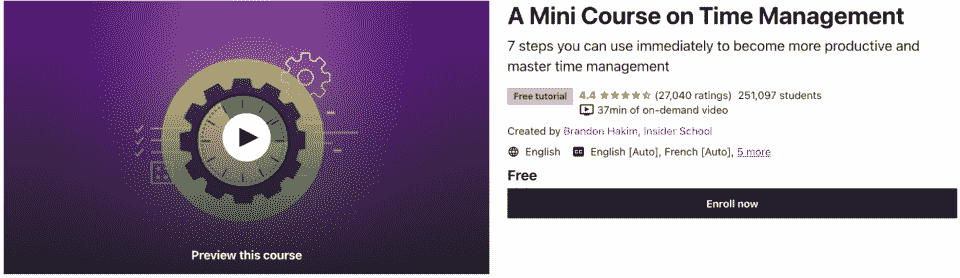 A Mini Course on Time Management
7 steps you can use immediately to become more productive and
master time management
Free tutorial 4.4 (27,040 ratings) 251,097 students
37min of on-demand video
Created by Brandon Hakim, Insider School
English English [Auto], French [Auto], 5 more
Free
Enroll now
Preview this course